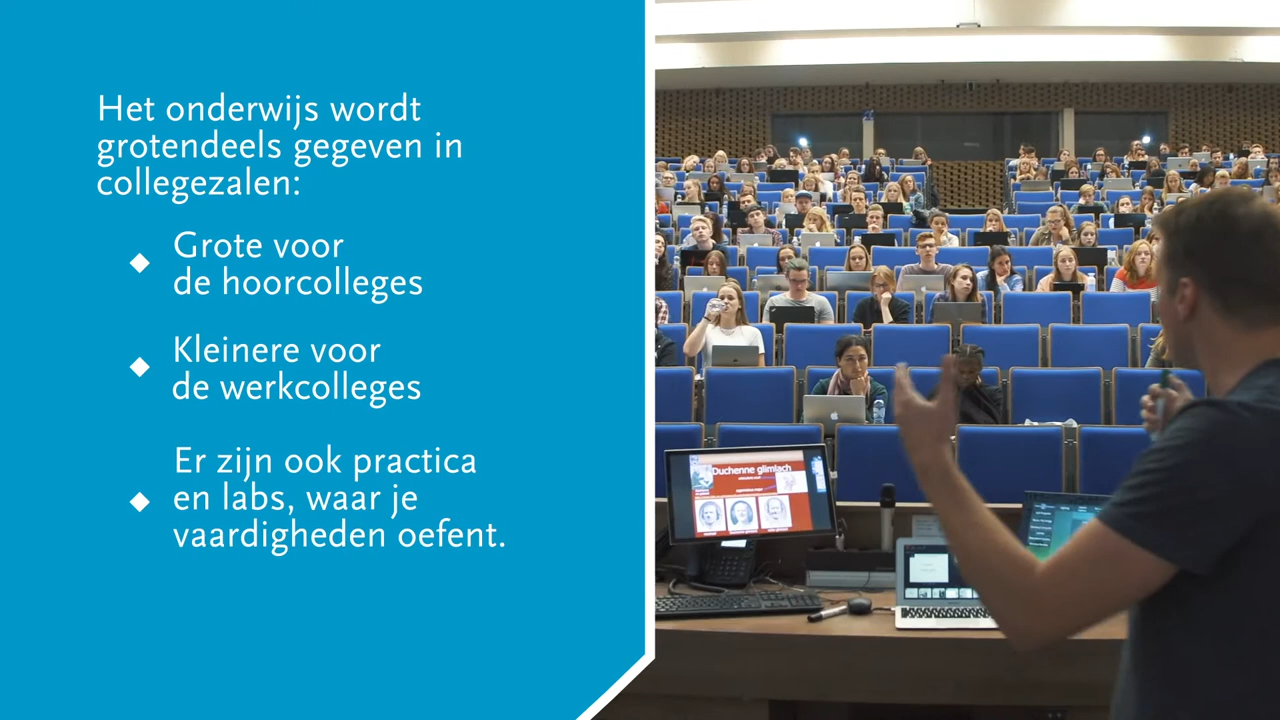 Het onderwijs wordt
grotendeels gegeven in
collegezalen:
Grote voor
de hoorcolleges
Kleinere voor
de werkcolleges
Er zijn ook practica
en labs, waar je
vaardigheden oefent.
Duchenne glimlach